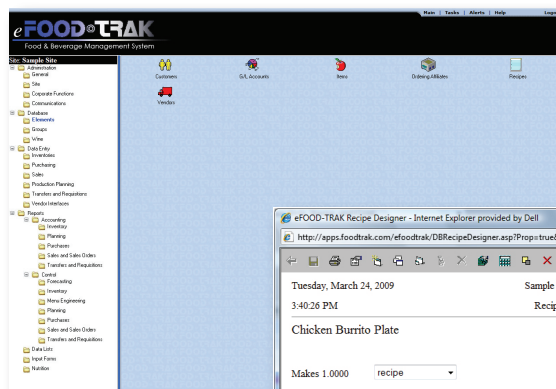 Main | Tasks | Alerts | Help
eFOOD-TRAK
Food & Beverage Management System
Site: Sample Site
Administration
General
Site
Corporate Functions
Communications
Database
Elements
Groups
Wine
Data Entry
Inventories
Purchasing
Sales
Production Planning
Transfers and Requisitions
Vendor Interfaces
Reports
Accounting
Inventory
Planning
Purchases
Sales and Sales Orders
Transfers and Requisitions
Control
Forecasting
Inventory
Menu Engineering
Planning
Purchases
Sales and Sales Orders
Transfers and Requisitions
Data Lists
Input Forms
Nutrition
Customers
G/L Accounts
Items
Ordering Affiliates
Recipes
Vendors
eFOOD-TRAK Recipe Designer - Internet Explorer provided by Dell
http://apps.foodtrak.com/efoodtrak/DBRecipeDesigner.asp?Prop=true&
Tuesday, March 24, 2009 Sample
3:40:26 PM Recip
Chicken Burrito Plate
Makes 1.0000 recipe